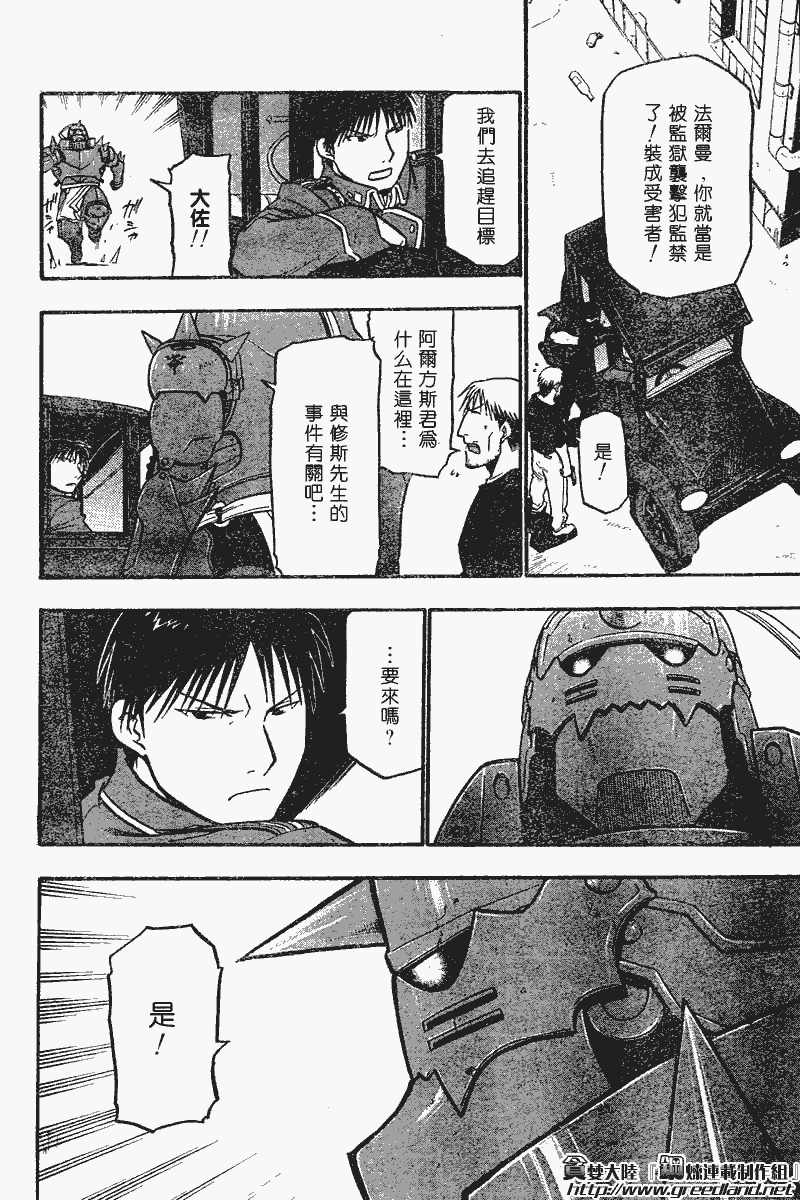 法爾曼，你就當是
被監獄襲擊犯監禁
了！裝成受害者！
是！
我們去追趕目標
大佐!!
阿爾方斯君為
什么在這裡…
與修斯先生的
事件有關吧…
…要來嗎？
是！
貪婪大陸『鋼煉連載制作組』
http://www.greedland.net/